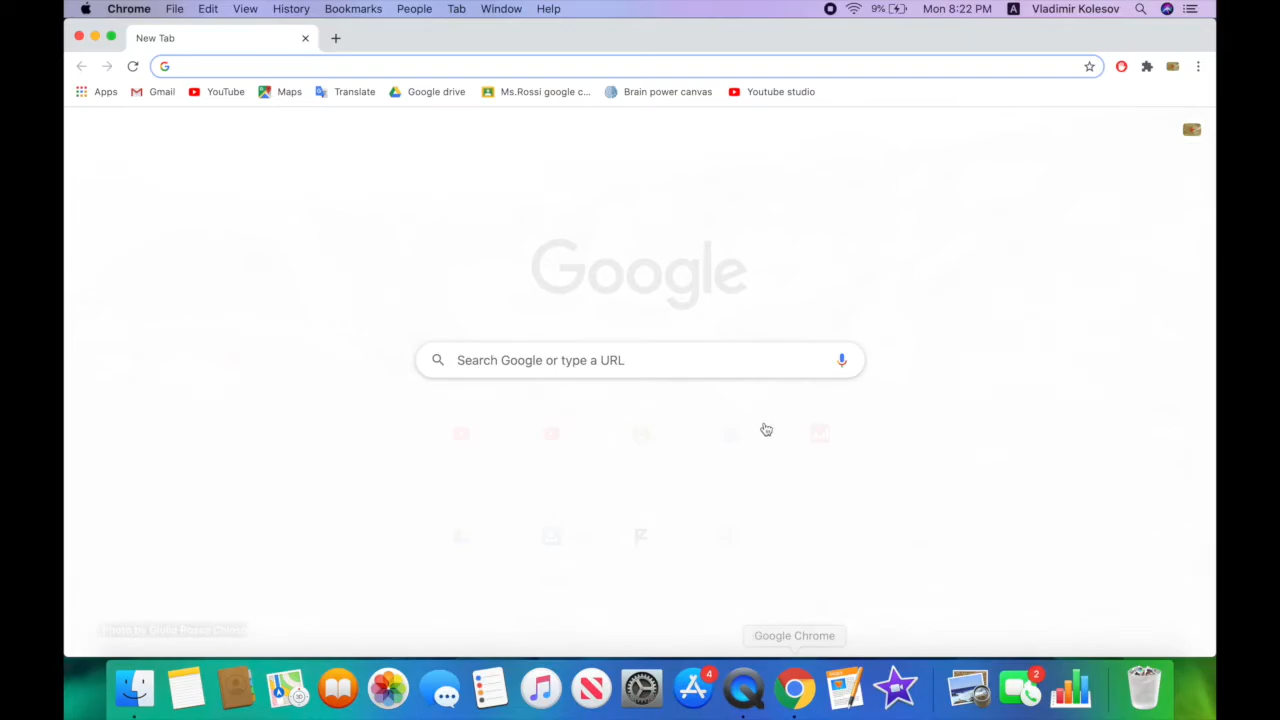 Chrome File Edit View History Bookmarks People Tab Window Help 9% Mon 8:22 PM A Vladimir Kolesov
New Tab
Apps Gmail YouTube Maps Translate Google drive Ms.Rossi google c... Brain power canvas Youtube studio
Google
Search Google or type a URL
Google Chrome
4
2